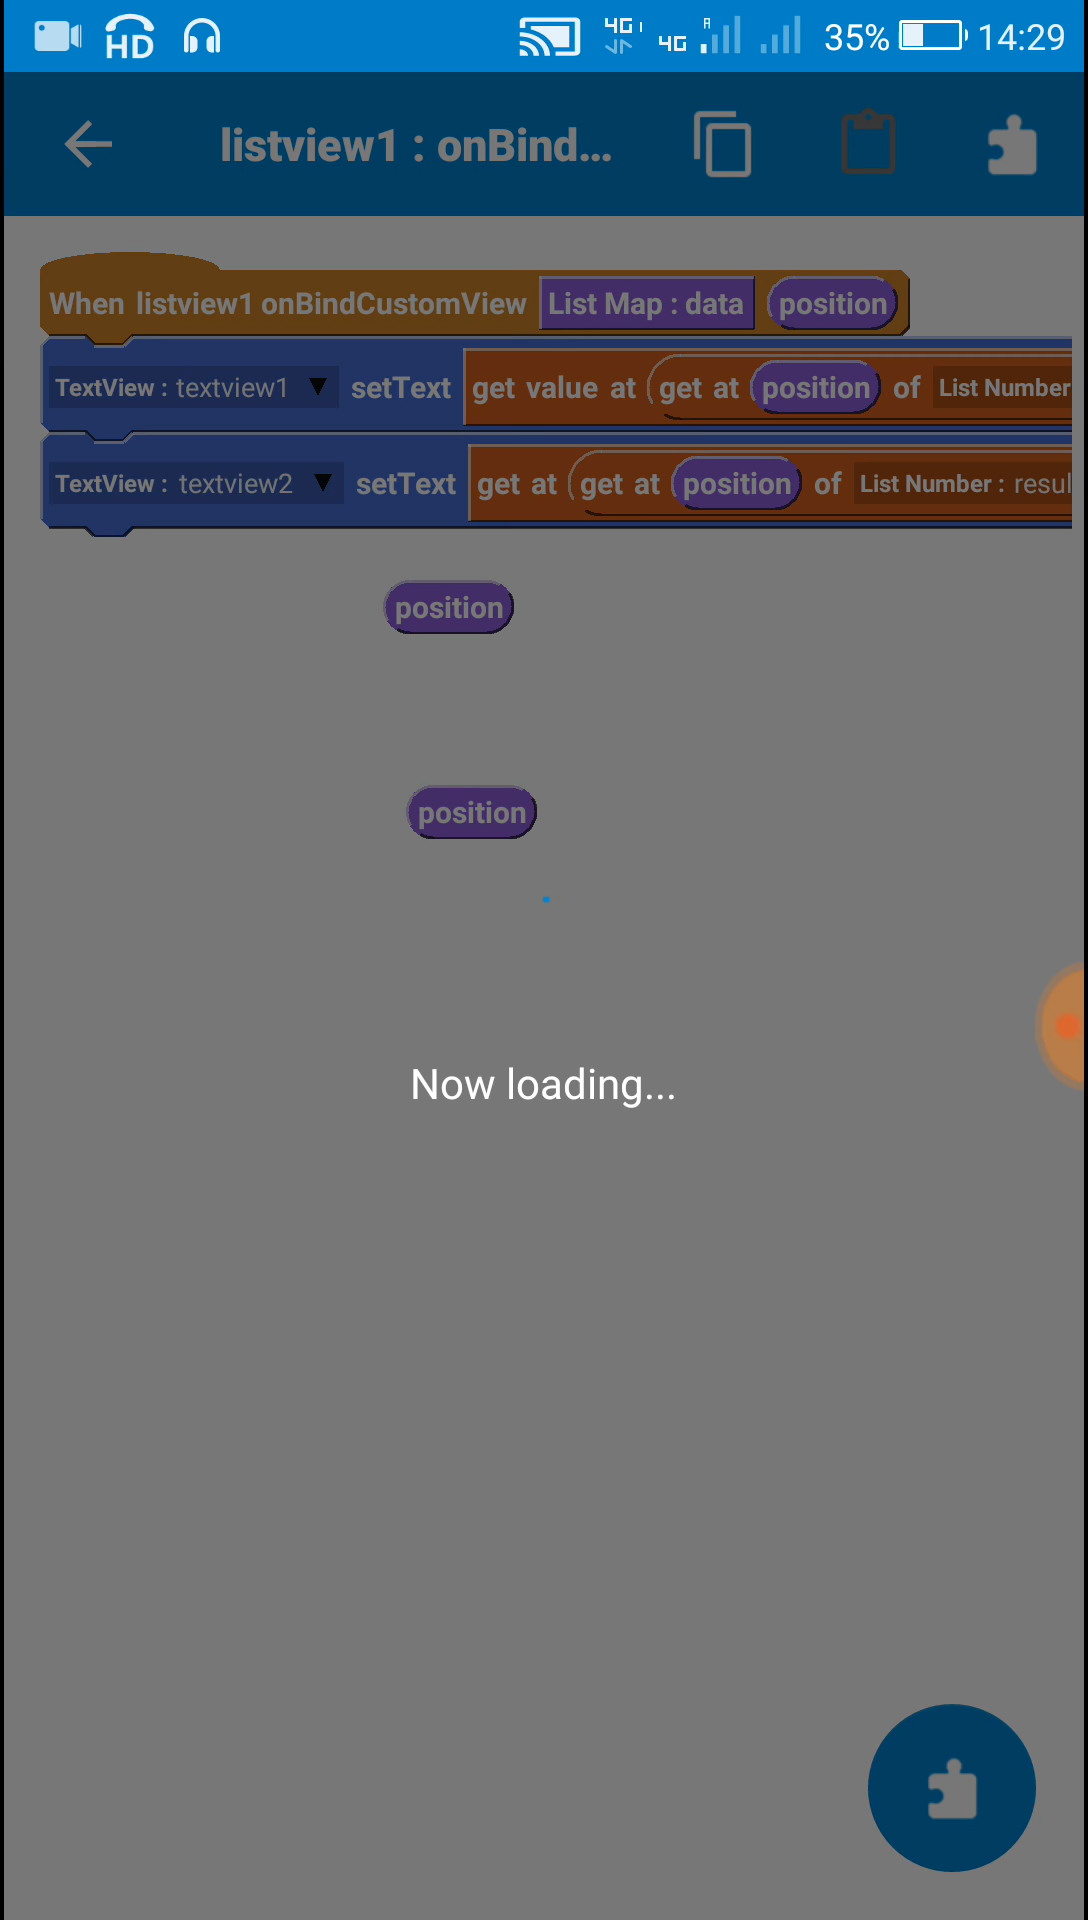 HD 4G 4G R 35% 14:29
listview1 : onBind...
When listview1 onBindCustomView List Map : data position
TextView : textview1 ▼ setText get value at get at position of List Number
TextView : textview2 ▼ setText get at get at position of List Number : resul
position
position
Now loading...